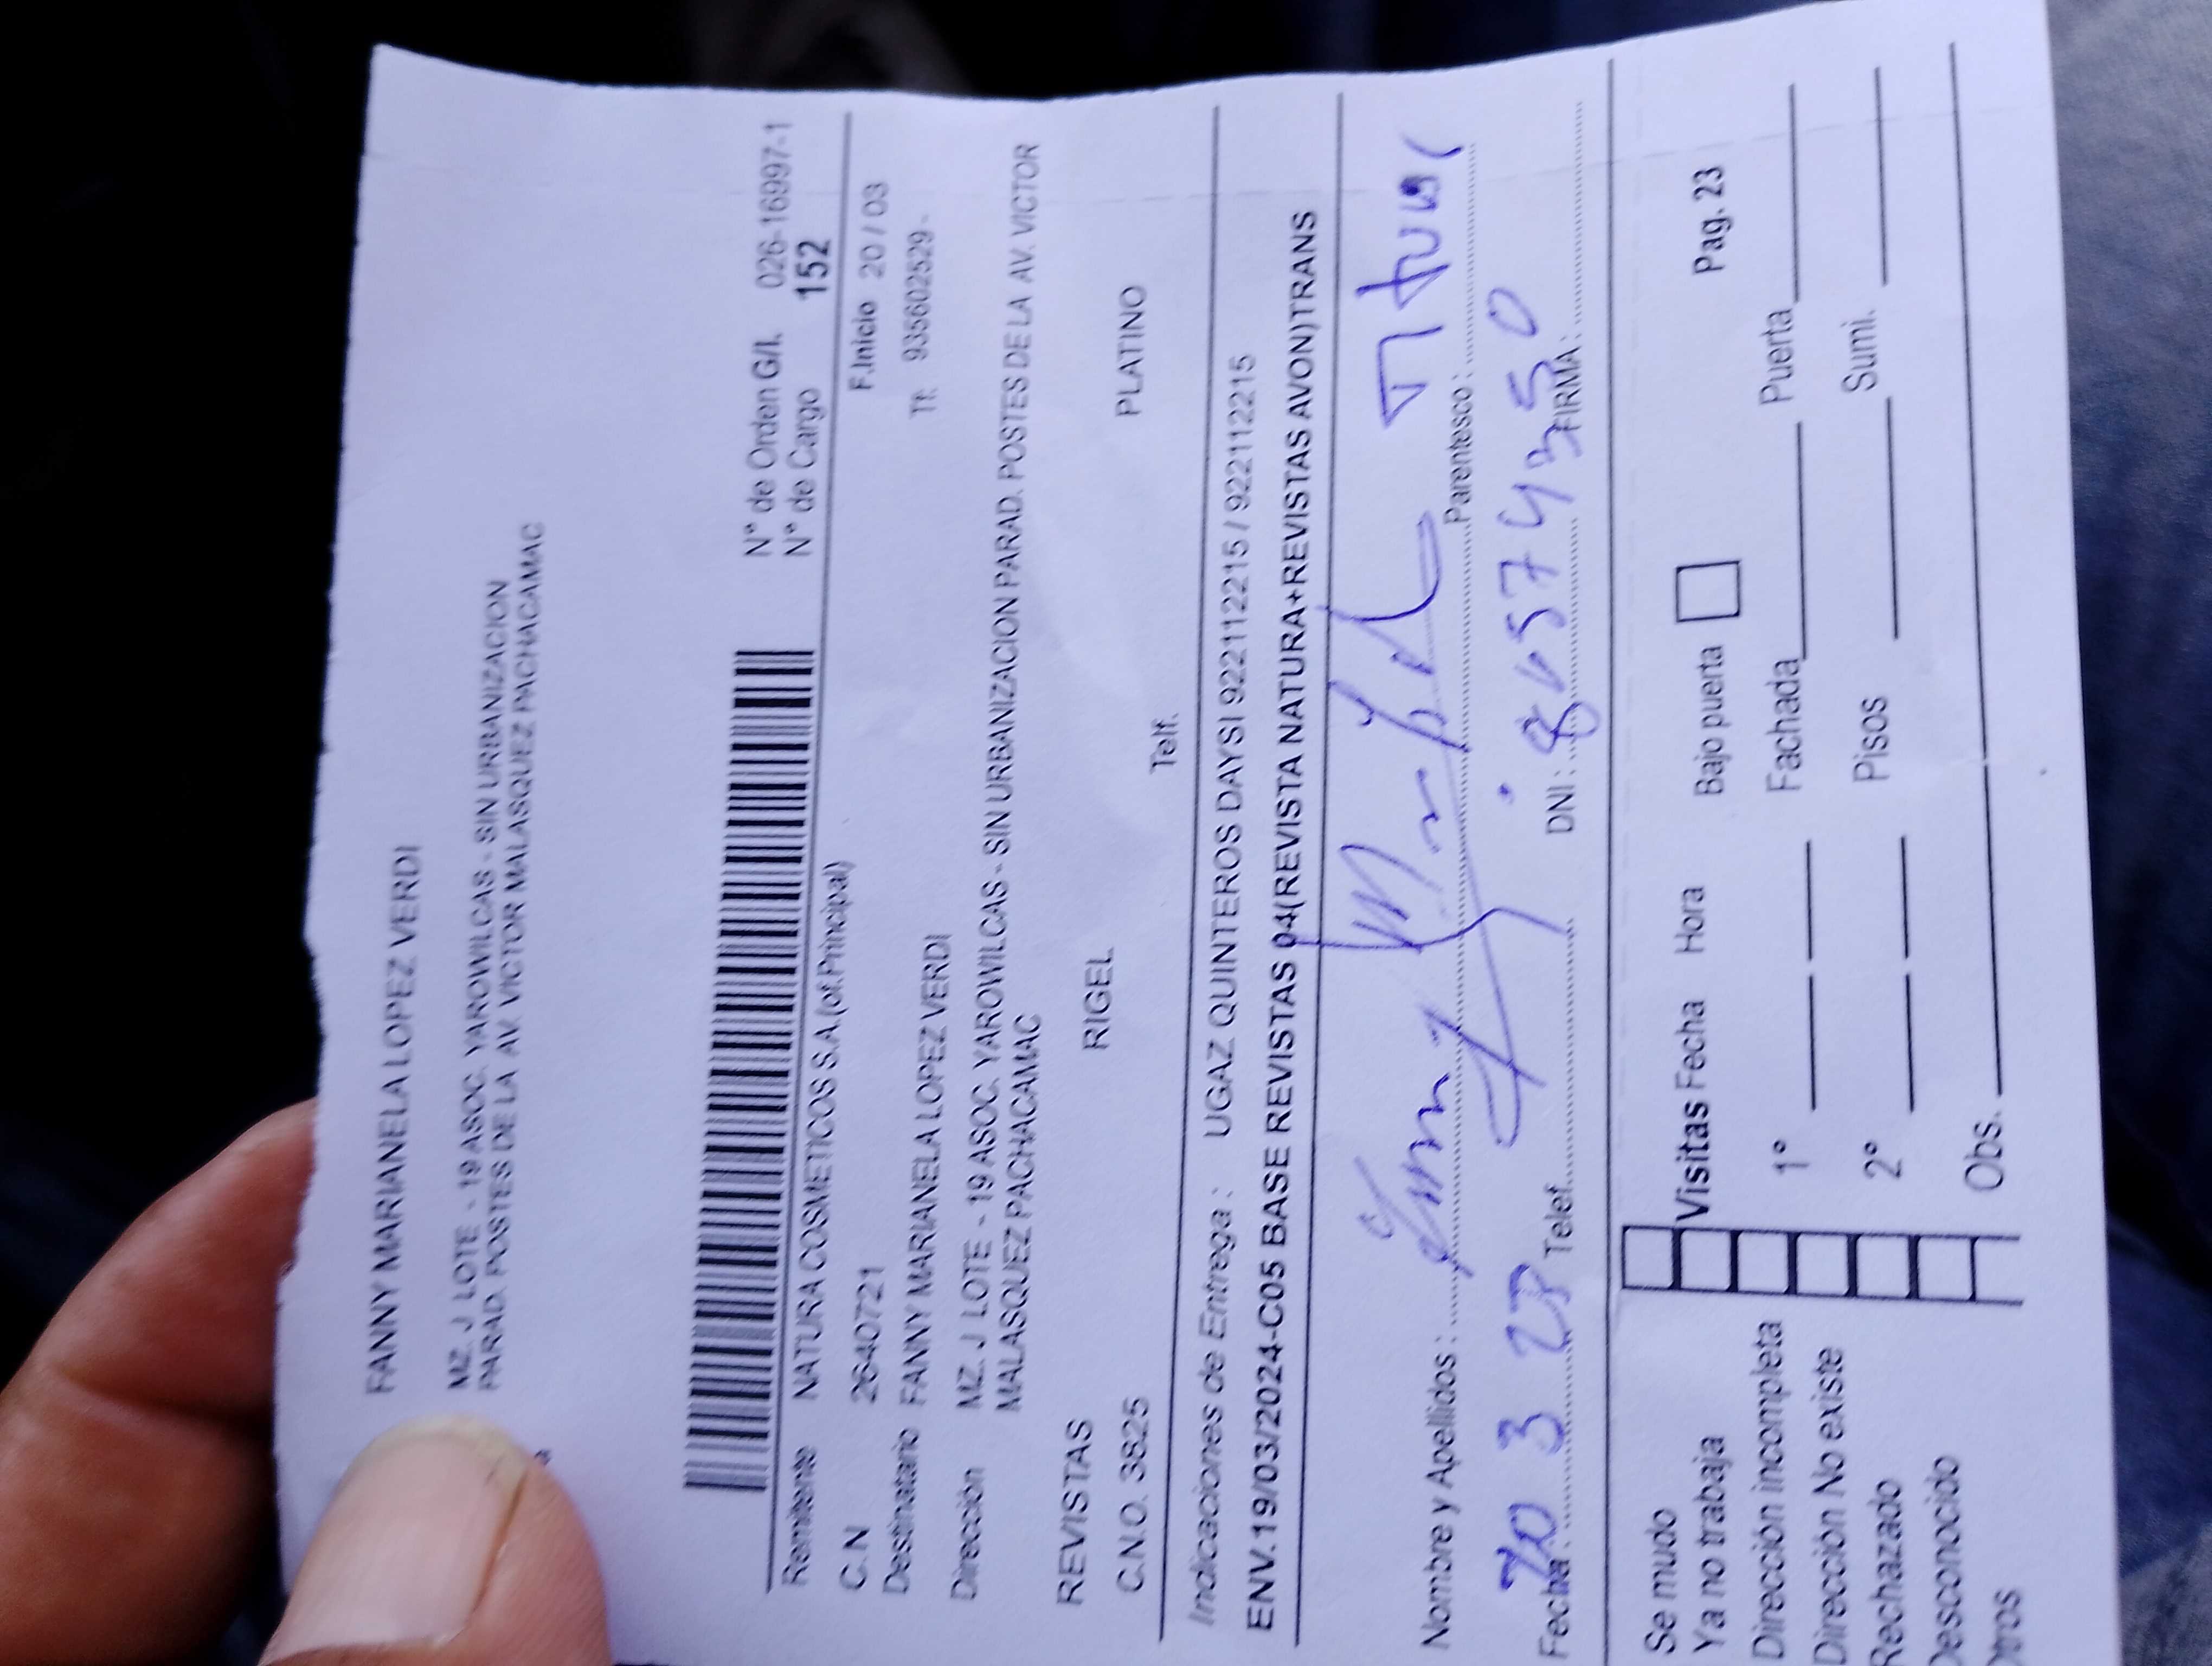 FANNY MARIANELA LOPEZ VERDI
MZ. J LOTE - 19 ASOC. YAROWILCAS - SIN URBANIZACION
PARAD. POSTES DE LA AV. VICTOR MALASQUEZ PACHACAMAC
N° de Orden G/I. 026-16997-1
N° de Cargo 152
Remitente NATURA COSMETICOS S.A.(of.Principal)
F.Inicio 20 / 03
C.N 2640721
Tf: 935602529 -
Destinatario FANNY MARIANELA LOPEZ VERDI
Dirección MZ. J LOTE - 19 ASOC. YAROWILCAS - SIN URBANIZACION PARAD. POSTES DE LA AV. VICTOR
MALASQUEZ PACHACAMAC
REVISTAS RIGEL PLATINO
C.N.O. 3625 Telf.
Indicaciones de Entrega : UGAZ QUINTEROS DAYSI 922112215 / 922112215
ENV.19/03/2024-C05 BASE REVISTAS 04(REVISTA NATURA+REVISTAS AVON)TRANS
Nombre y Apellidos : Parentesco :
Fecha : 20 3 Telef. DNI : FIRMA :
Se mudo
Ya no trabaja Visitas Fecha Hora Bajo puerta Pag. 23
Dirección incompleta 1° Fachada Puerta
Dirección No existe
Rechazado 2° Pisos Suni.
Desconocido
Otros Obs.